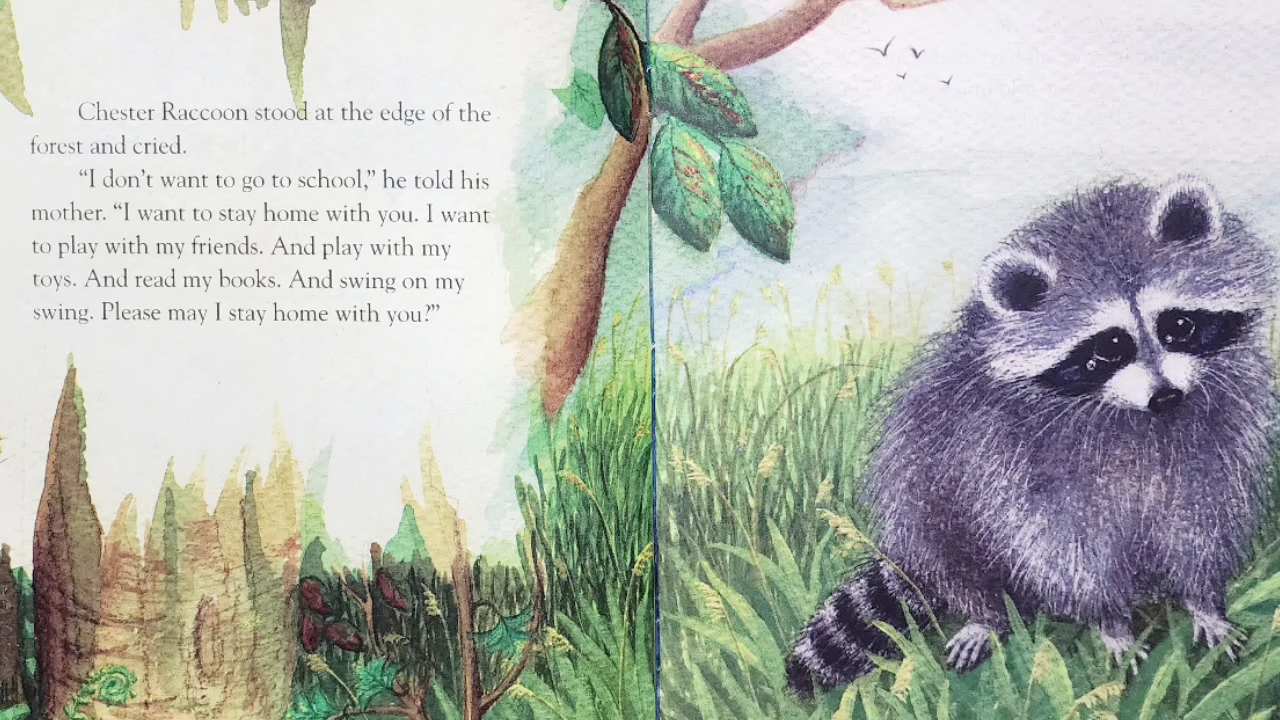 Chester Raccoon stood at the edge of the
forest and cried.
“I don’t want to go to school,” he told his
mother. “I want to stay home with you. I want
to play with my friends. And play with my
toys. And read my books. And swing on my
swing. Please may I stay home with you?”